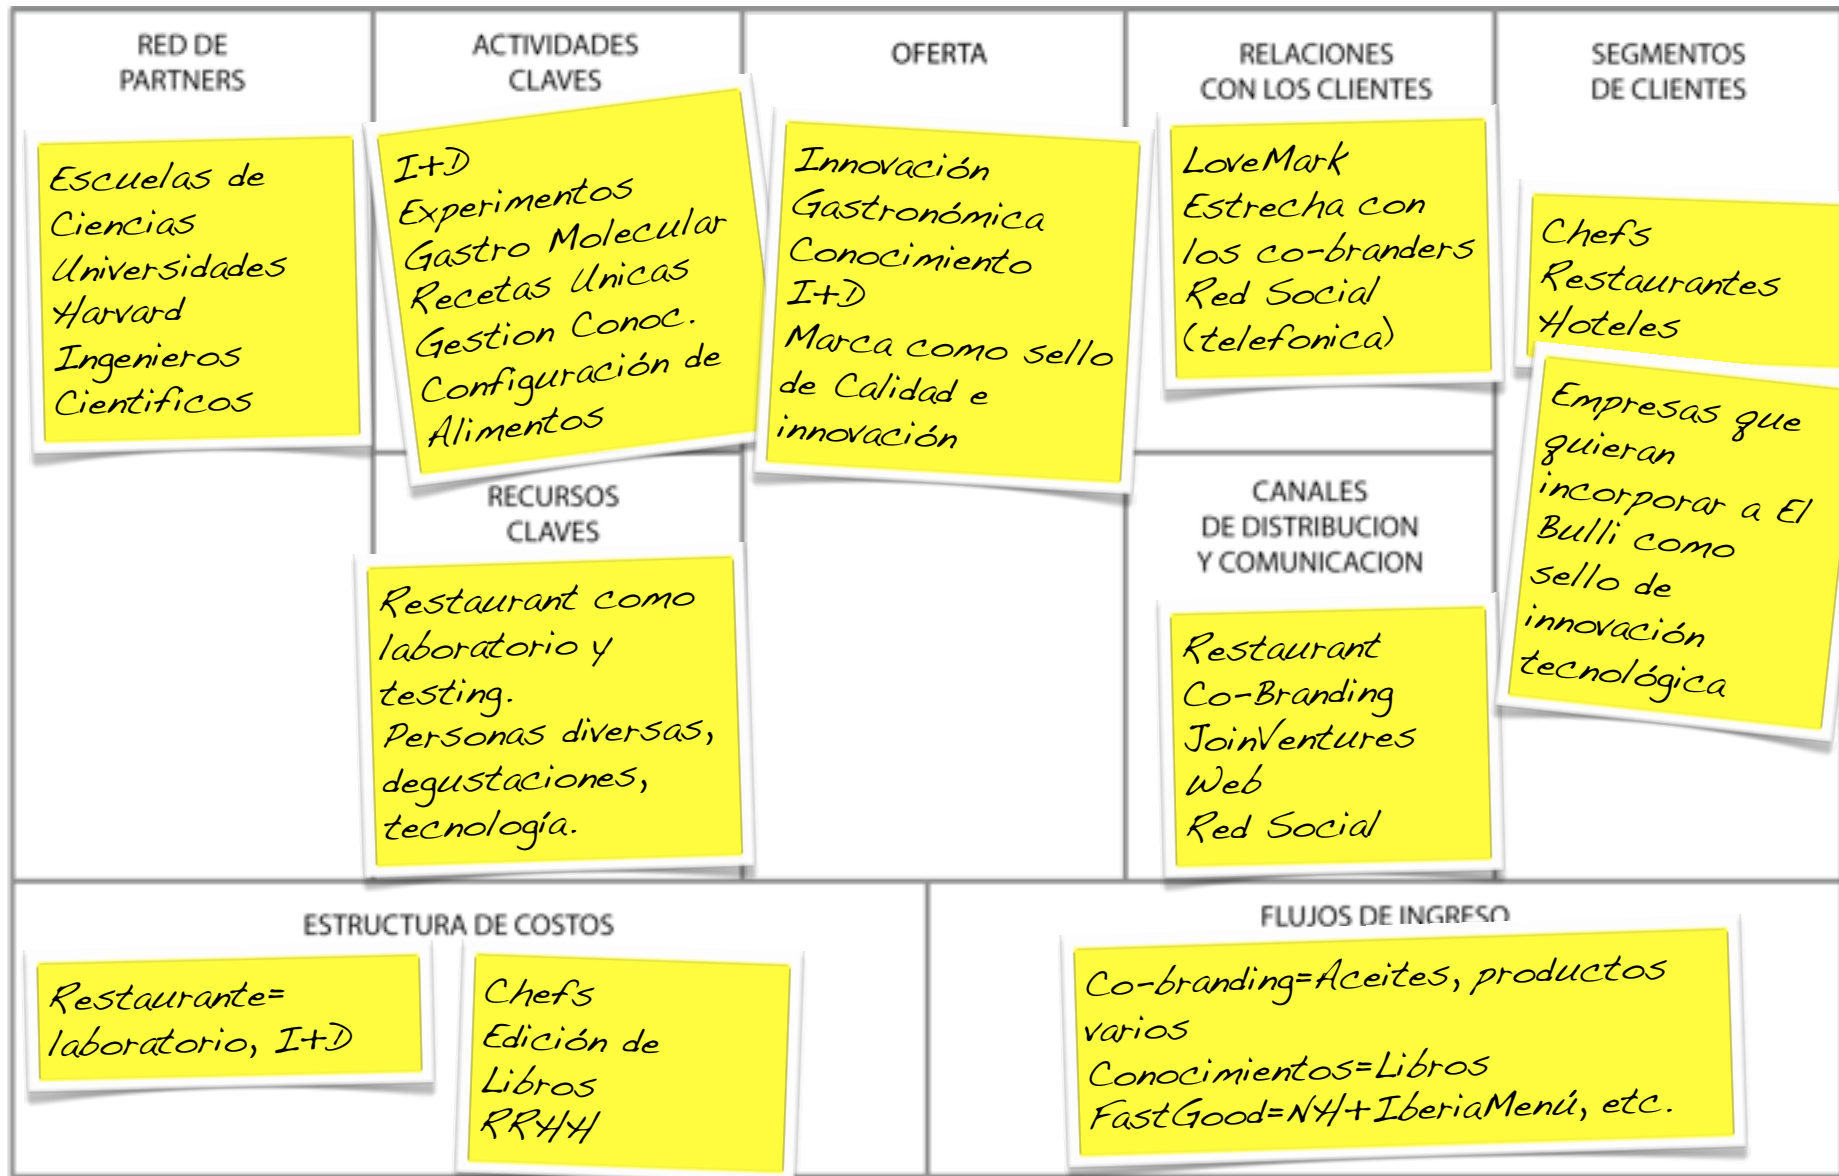 RED DE
PARTNERS
Escuelas de
Ciencias
Universidades
Harvard
Ingenieros
Cientificos
ACTIVIDADES
CLAVES
I+D
Experimentos
Gastro Molecular
Recetas Unicas
Gestion Conoc.
Configuración de
Alimentos
RECURSOS
CLAVES
Restaurant como
laboratorio y
testing.
Personas diversas,
degustaciones,
tecnología.
OFERTA
Innovación
Gastronómica
Conocimiento
I+D
Marca como sello
de Calidad e
innovación
RELACIONES
CON LOS CLIENTES
LoveMark
Estrecha con
los co-branders
Red Social
(telefonica)
CANALES
DE DISTRIBUCION
Y COMUNICACION
Restaurant
Co-Branding
JoinVentures
Web
Red Social
SEGMENTOS
DE CLIENTES
Chefs
Restaurantes
Hoteles
Empresas que
quieran
incorporar a El
Bulli como
sello de
innovación
tecnológica
ESTRUCTURA DE COSTOS
Restaurante=
laboratorio, I+D
Chefs
Edición de
Libros
RRHH
FLUJOS DE INGRESO
Co-branding=Aceites, productos
varios
Conocimientos=Libros
FastGood=NH+IberiaMenú, etc.